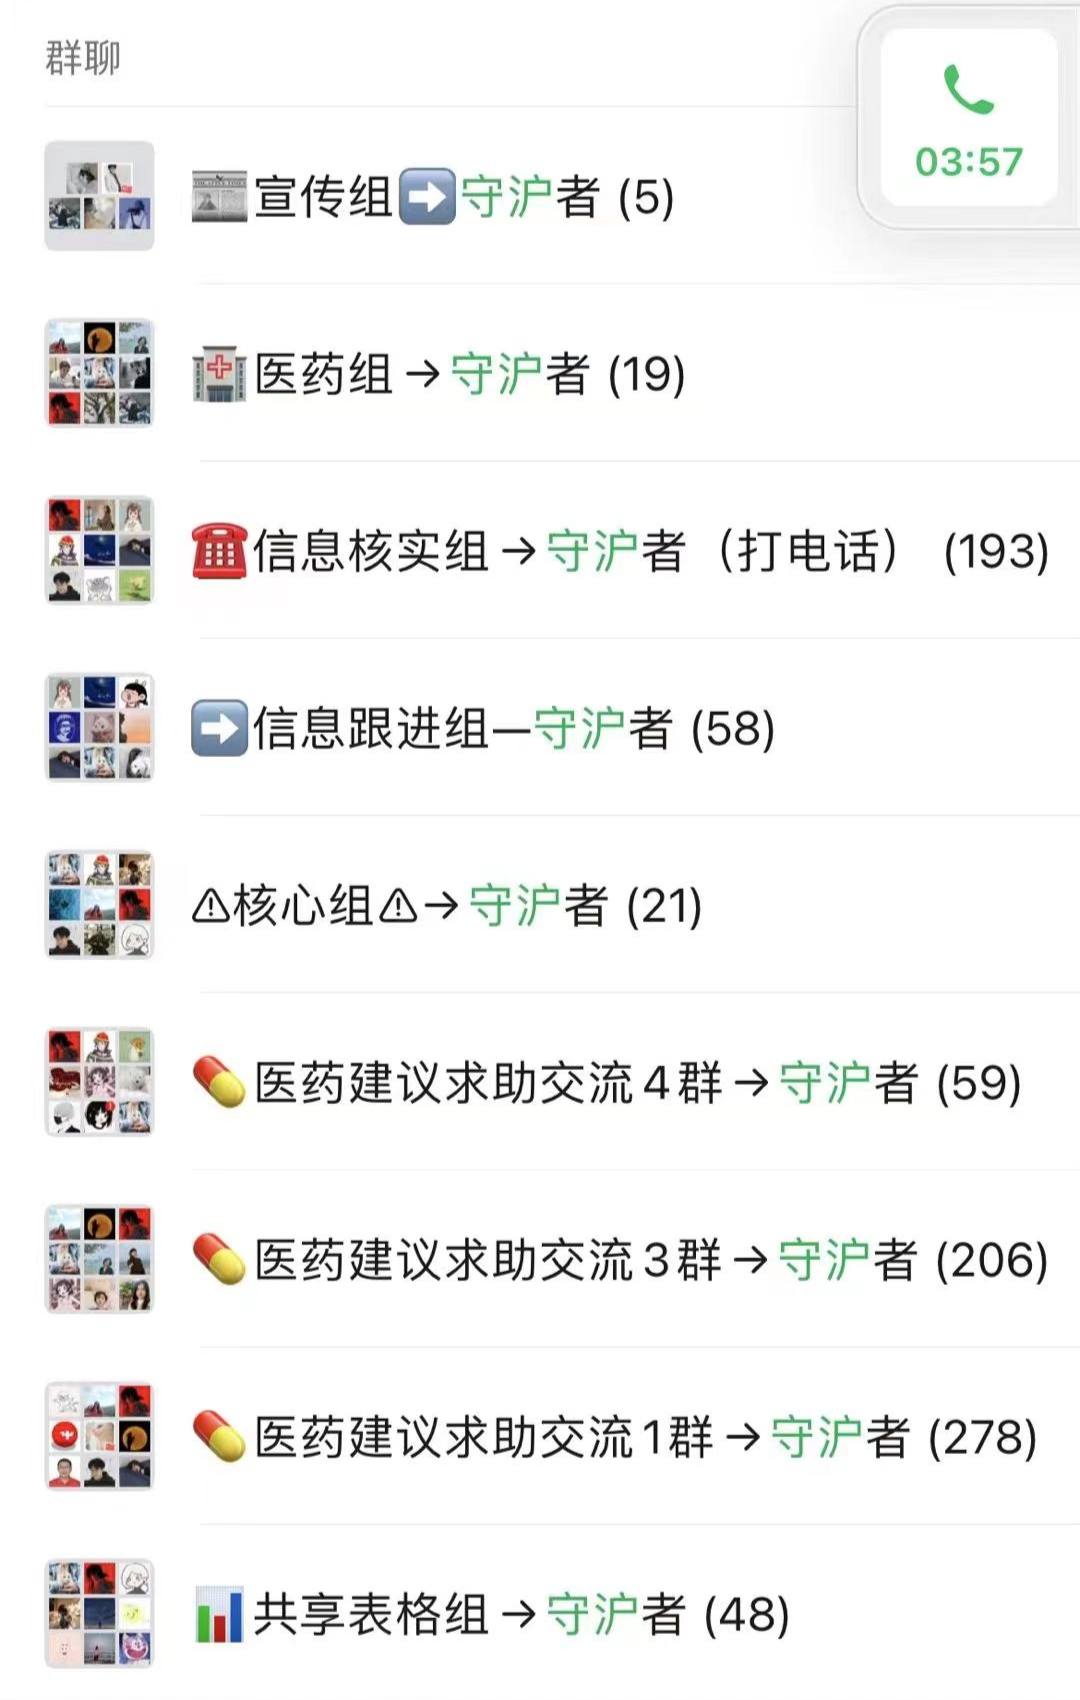 群聊
03:57
宣传组➡️守沪者 (5)
🏥医药组→守沪者 (19)
☎️信息核实组→守沪者（打电话） (193)
➡️信息跟进组—守沪者 (58)
⚠核心组⚠→守沪者 (21)
💊医药建议求助交流4群→守沪者 (59)
💊医药建议求助交流3群→守沪者 (206)
💊医药建议求助交流1群→守沪者 (278)
📊共享表格组→守沪者 (48)